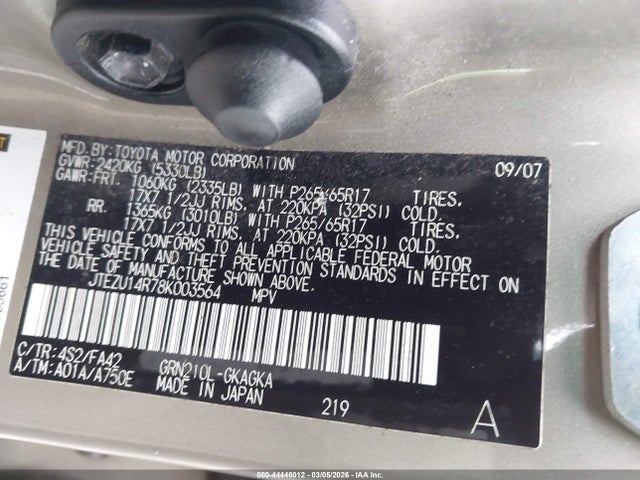 MFD.BY:TOYOTA MOTOR CORPORATION 09/07
GVWR:2420KG (5330LB)
GAWR:FRT. 1060KG (2335LB) WITH P265/65R17 TIRES.
17X7 1/2JJ RIMS, AT 220KPA (32PSI) COLD.
RR. 1365KG (3010LB) WITH P265/65R17 TIRES.
17X7 1/2JJ RIMS, AT 220KPA (32PSI) COLD.
THIS VEHICLE CONFORMS TO ALL APPLICABLE FEDERAL MOTOR
VEHICLE SAFETY AND THEFT PREVENTION STANDARDS IN EFFECT ON
THE DATE OF MANUFACTURE SHOWN ABOVE.
JTEZU14R78K003564 MPV
C/TR:4S2/FA42 GRN210L-GKAGKA
A/TM:A01A/A750E MADE IN JAPAN
219 A
000-44446012 - 03/05/2026 - IAA Inc.